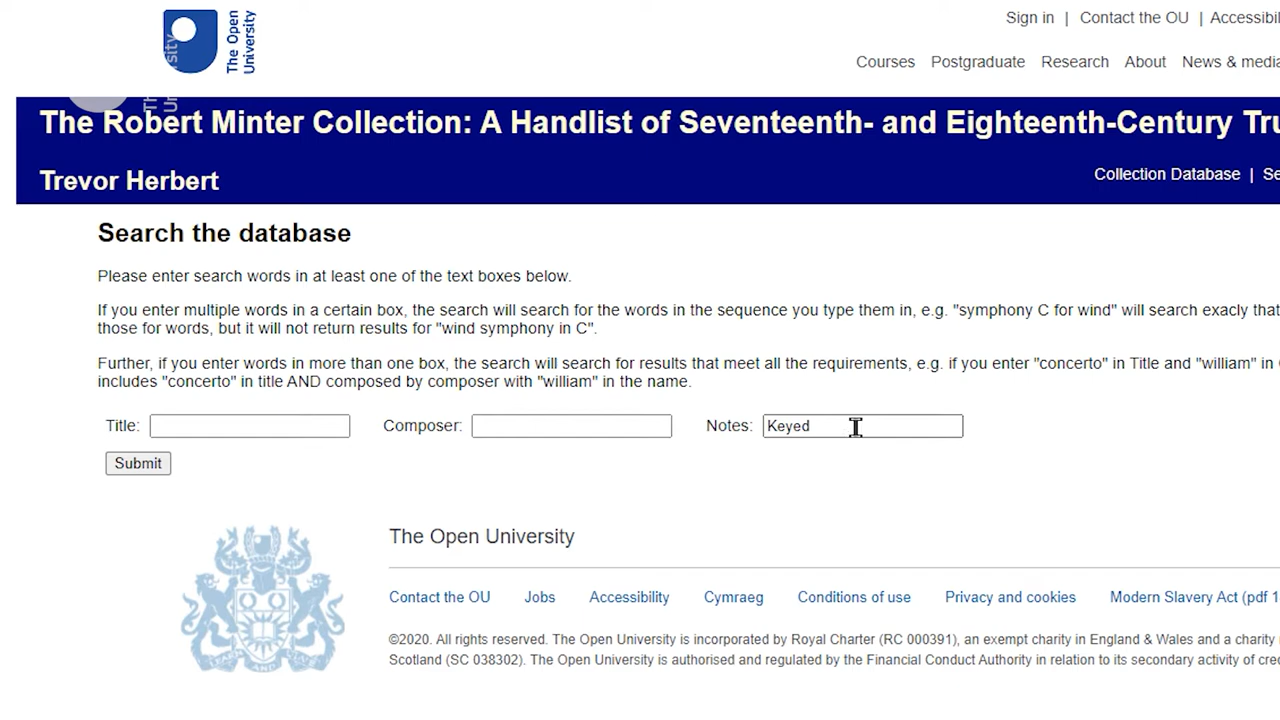 The Open
University
Sign in | Contact the OU | Accessibi
Courses Postgraduate Research About News & media
The Robert Minter Collection: A Handlist of Seventeenth- and Eighteenth-Century Tru
Trevor Herbert
Collection Database | Se
Search the database
Please enter search words in at least one of the text boxes below.
If you enter multiple words in a certain box, the search will search for the words in the sequence you type them in, e.g. "symphony C for wind" will search exacly that
those for words, but it will not return results for "wind symphony in C".
Further, if you enter words in more than one box, the search will search for results that meet all the requirements, e.g. if you enter "concerto" in Title and "william" in C
includes "concerto" in title AND composed by composer with "william" in the name.
Title: Composer: Notes: Keyed
Submit
The Open University
Contact the OU Jobs Accessibility Cymraeg Conditions of use Privacy and cookies Modern Slavery Act (pdf 1
©2020. All rights reserved. The Open University is incorporated by Royal Charter (RC 000391), an exempt charity in England & Wales and a charity
Scotland (SC 038302). The Open University is authorised and regulated by the Financial Conduct Authority in relation to its secondary activity of cre